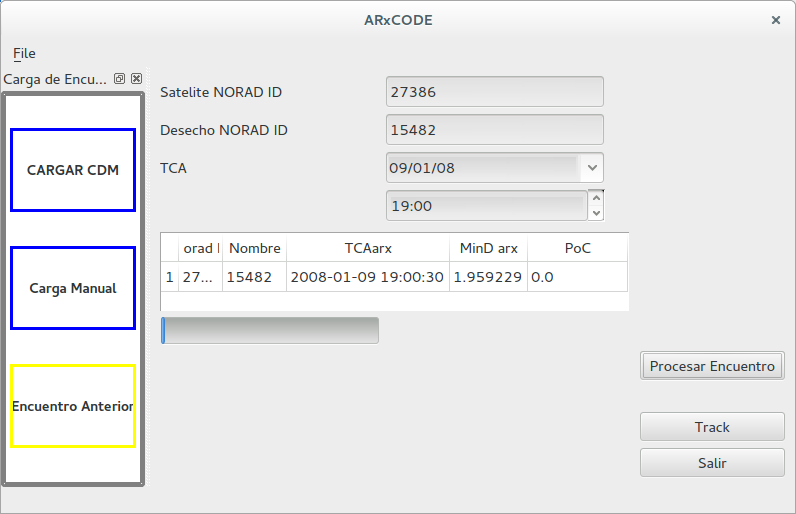 ARxCODE
File
Carga de Encu...
CARGAR CDM
Carga Manual
Encuentro Anterior
Satelite NORAD ID 27386
Desecho NORAD ID 15482
TCA 09/01/08
19:00
orad I Nombre TCAarx MinD arx PoC
1 27... 15482 2008-01-09 19:00:30 1.959229 0.0
Procesar Encuentro
Track
Salir